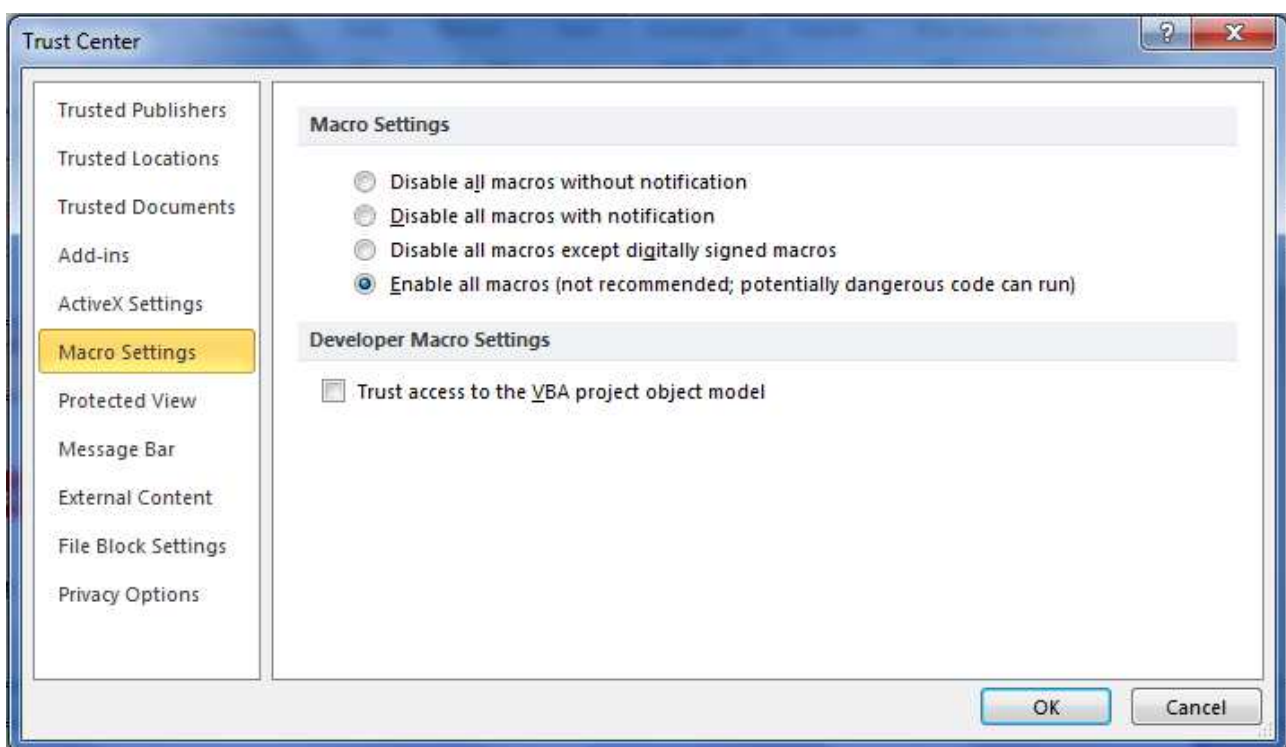 Trust Center
Trusted Publishers
Trusted Locations
Trusted Documents
Add-ins
ActiveX Settings
Macro Settings
Protected View
Message Bar
External Content
File Block Settings
Privacy Options
Macro Settings
Disable all macros without notification
Disable all macros with notification
Disable all macros except digitally signed macros
Enable all macros (not recommended; potentially dangerous code can run)
Developer Macro Settings
Trust access to the VBA project object model
OK
Cancel